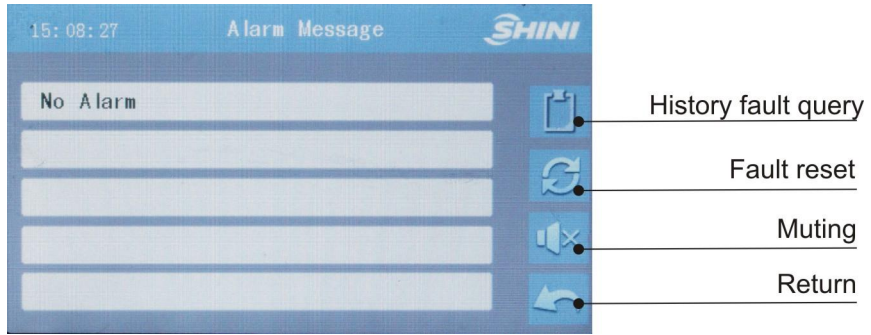 15:08:27 Alarm Message SHINI
No Alarm
History fault query
Fault reset
Muting
Return